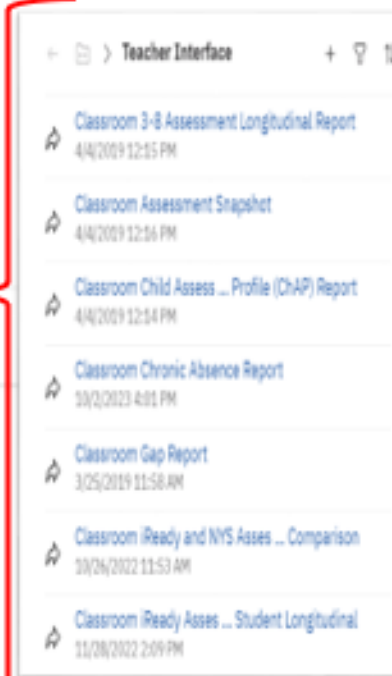 Teacher Interface
Classroom 3-8 Assessment Longitudinal Report
4/4/2019 12:15 PM
Classroom Assessment Snapshot
4/4/2019 12:16 PM
Classroom Child Assess ... Profile (ChAP) Report
4/4/2019 12:14 PM
Classroom Chronic Absence Report
10/2/2023 4:01 PM
Classroom Gap Report
3/25/2019 11:58 AM
Classroom iReady and NYS Asses ... Comparison
10/26/2022 11:53 AM
Classroom iReady Asses ... Student Longitudinal
11/28/2022 2:09 PM